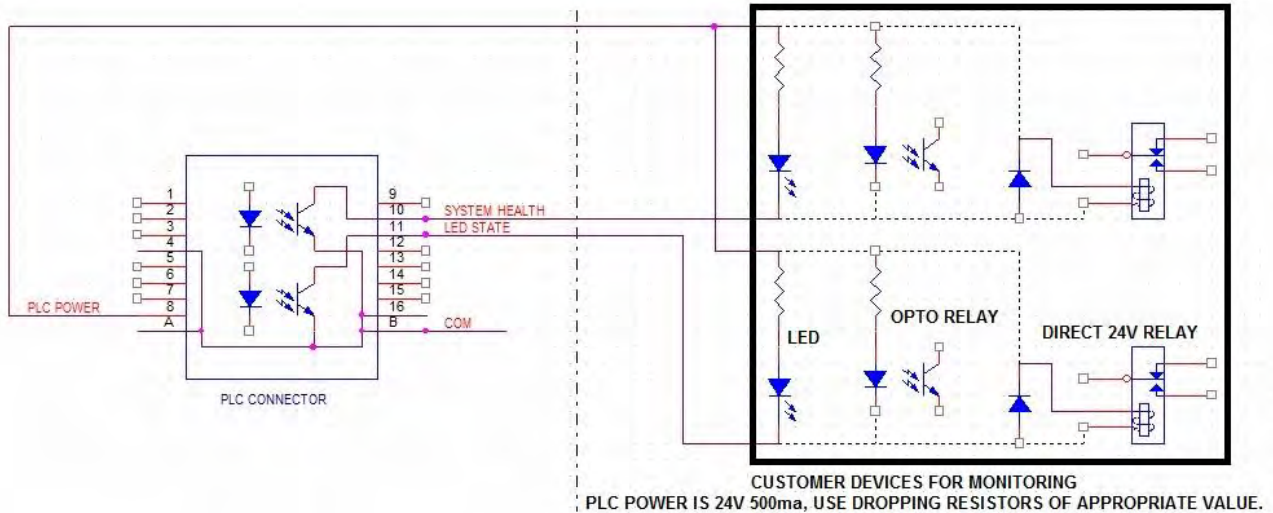 1
2
3
4
5
6
7
8
A
9
10
11
12
13
14
15
16
B
SYSTEM HEALTH
LED STATE
PLC POWER
COM
PLC CONNECTOR
LED
OPTO RELAY
DIRECT 24V RELAY
CUSTOMER DEVICES FOR MONITORING
PLC POWER IS 24V 500ma, USE DROPPING RESISTORS OF APPROPRIATE VALUE.